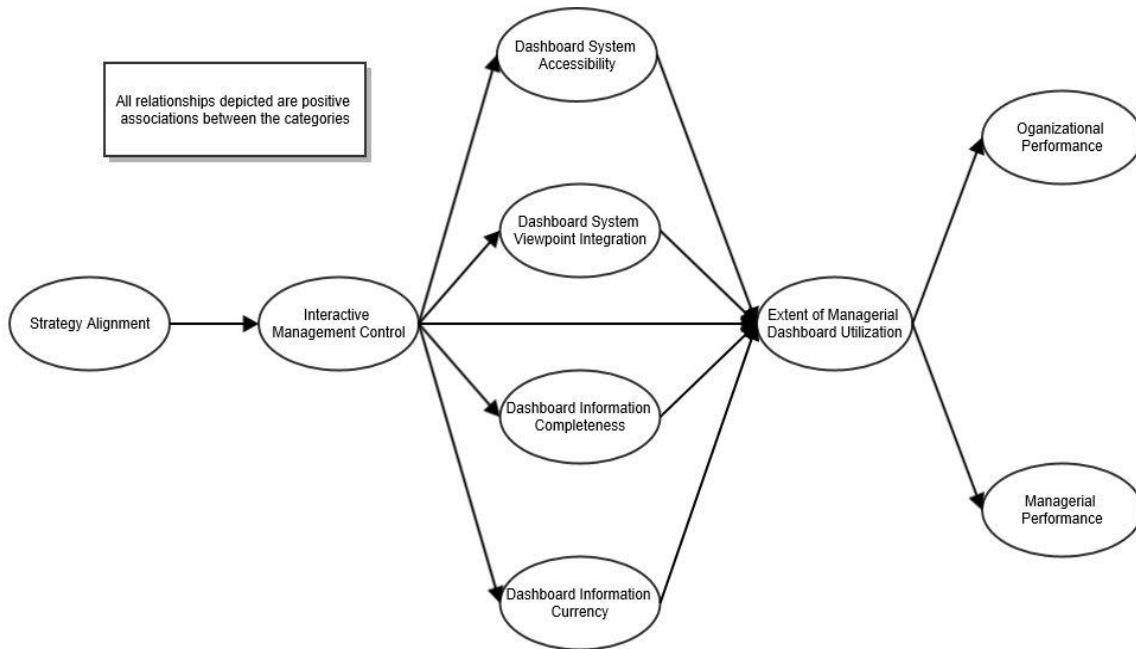 Dashboard System
Accessibility
All relationships depicted are positive
associations between the categories
Oganizational
Performance
Dashboard System
Viewpoint Integration
Strategy Alignment
Interactive
Management Control
Extent of Managerial
Dashboard Utilization
Dashboard Information
Completeness
Managerial
Performance
Dashboard Information
Currency